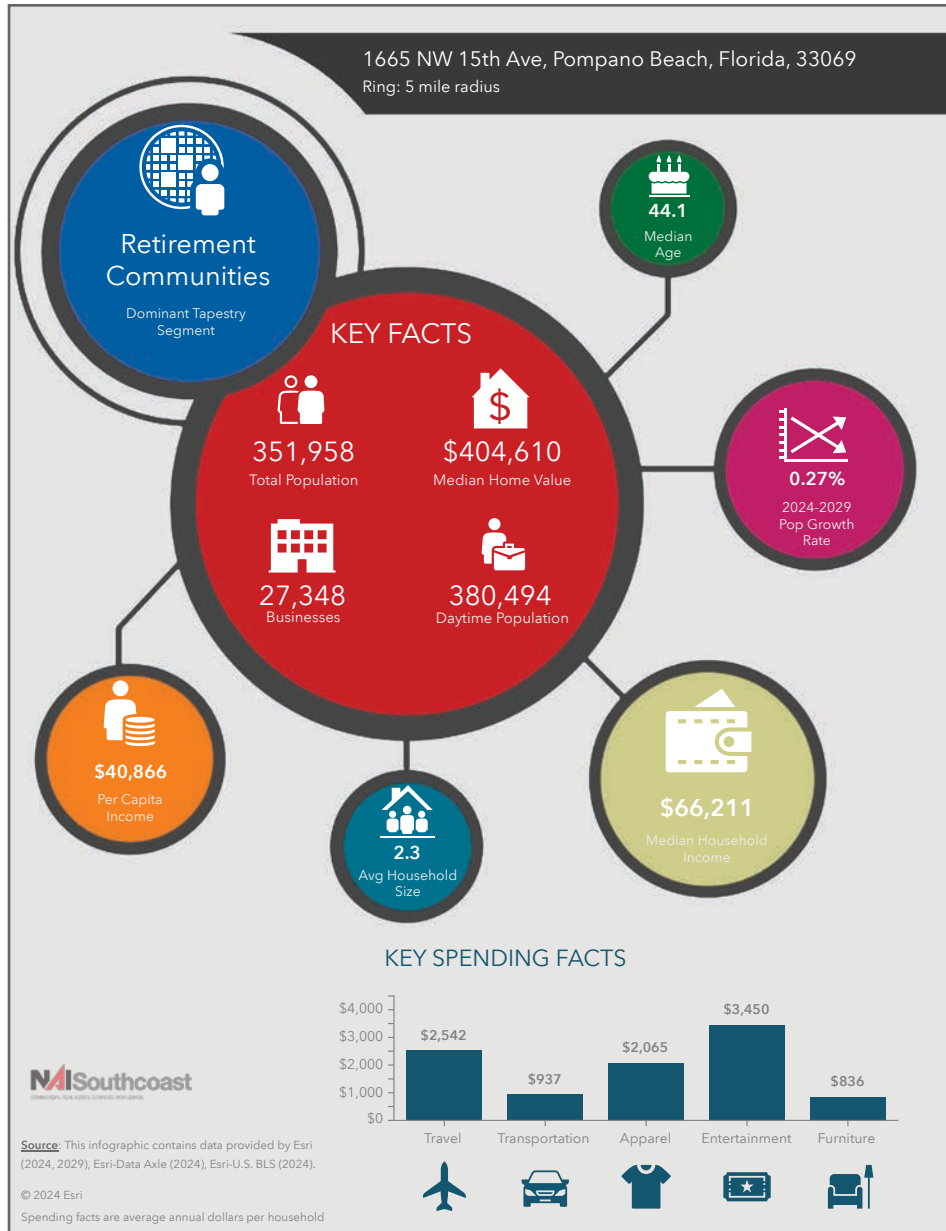 1665 NW 15th Ave, Pompano Beach, Florida, 33069
Ring: 5 mile radius
Retirement
Communities
Dominant Tapestry
Segment
44.1
Median
Age
KEY FACTS
$
351,958
Total Population
$404,610
Median Home Value
27,348
Businesses
380,494
Daytime Population
0.27%
2024-2029
Pop Growth
Rate
$40,866
Per Capita
Income
2.3
Avg Household
Size
$66,211
Median Household
Income
KEY SPENDING FACTS
$4,000
$3,000
$2,000
$1,000
$0
$2,542
$937
$2,065
$3,450
$836
Travel
Transportation
Apparel
Entertainment
Furniture
NAISouthcoast
Source: This infographic contains data provided by Esri
(2024, 2029), Esri-Data Axle (2024), Esri-U.S. BLS (2024).
© 2024 Esri
Spending facts are average annual dollars per household